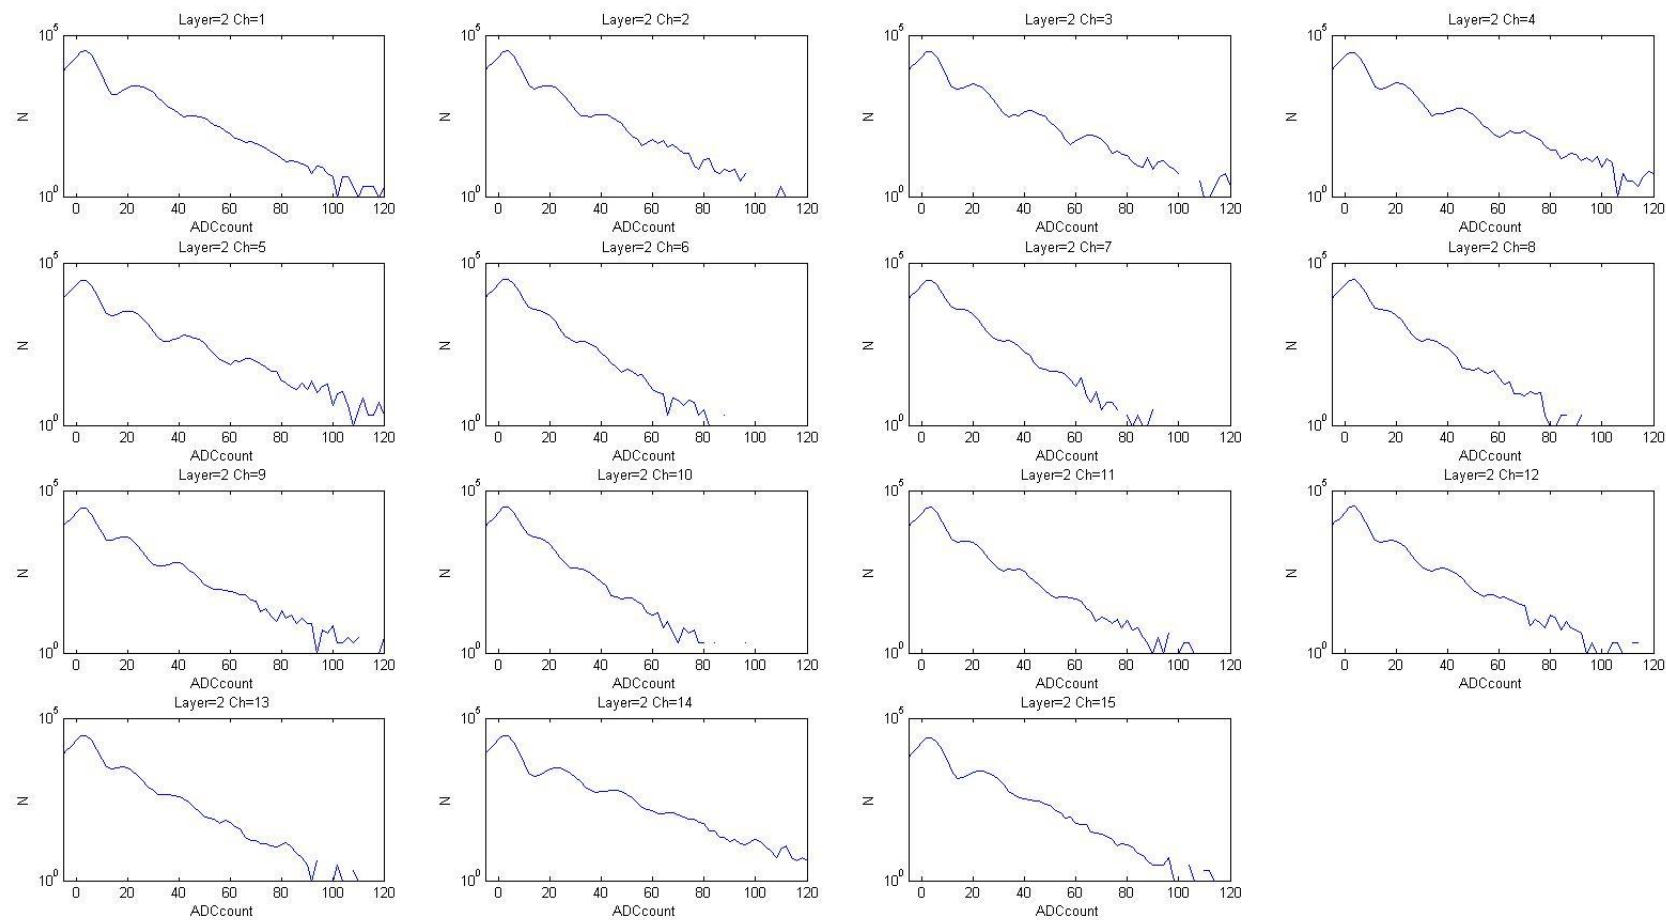 Layer=2 Ch=1 Layer=2 Ch=2 Layer=2 Ch=3 Layer=2 Ch=4
10^5 10^5 10^5 10^5
N N N N
10^0 10^0 10^0 10^0
0 20 40 60 80 100 120 0 20 40 60 80 100 120 0 20 40 60 80 100 120 0 20 40 60 80 100 120
ADCcount ADCcount ADCcount ADCcount
Layer=2 Ch=5 Layer=2 Ch=6 Layer=2 Ch=7 Layer=2 Ch=8
10^5 10^5 10^5 10^5
N N N N
10^0 10^0 10^0 10^0
0 20 40 60 80 100 120 0 20 40 60 80 100 120 0 20 40 60 80 100 120 0 20 40 60 80 100 120
ADCcount ADCcount ADCcount ADCcount
Layer=2 Ch=9 Layer=2 Ch=10 Layer=2 Ch=11 Layer=2 Ch=12
10^5 10^5 10^5 10^5
N N N N
10^0 10^0 10^0 10^0
0 20 40 60 80 100 120 0 20 40 60 80 100 120 0 20 40 60 80 100 120 0 20 40 60 80 100 120
ADCcount ADCcount ADCcount ADCcount
Layer=2 Ch=13 Layer=2 Ch=14 Layer=2 Ch=15
10^5 10^5 10^5
N N N
10^0 10^0 10^0
0 20 40 60 80 100 120 0 20 40 60 80 100 120 0 20 40 60 80 100 120
ADCcount ADCcount ADCcount